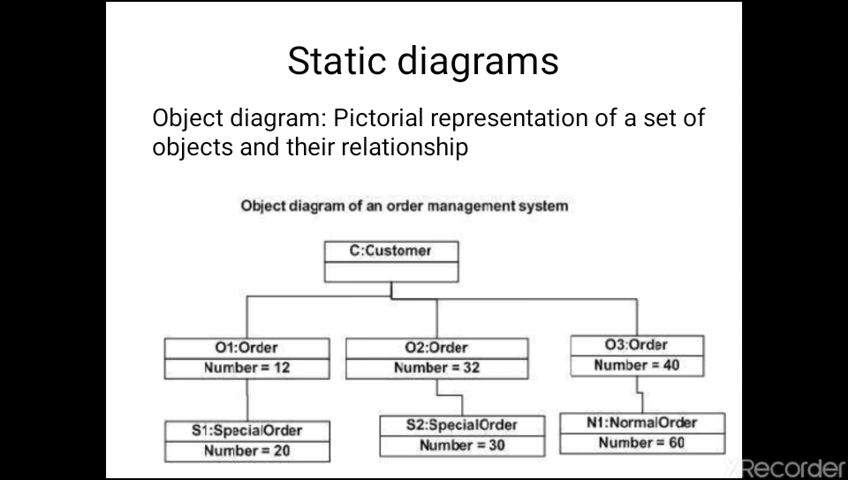 Static diagrams
Object diagram: Pictorial representation of a set of
objects and their relationship
Object diagram of an order management system
C:Customer
O1:Order
Number = 12
O2:Order
Number = 32
O3:Order
Number = 40
S1:SpecialOrder
Number = 20
S2:SpecialOrder
Number = 30
N1:NormalOrder
Number = 60
XRecorder